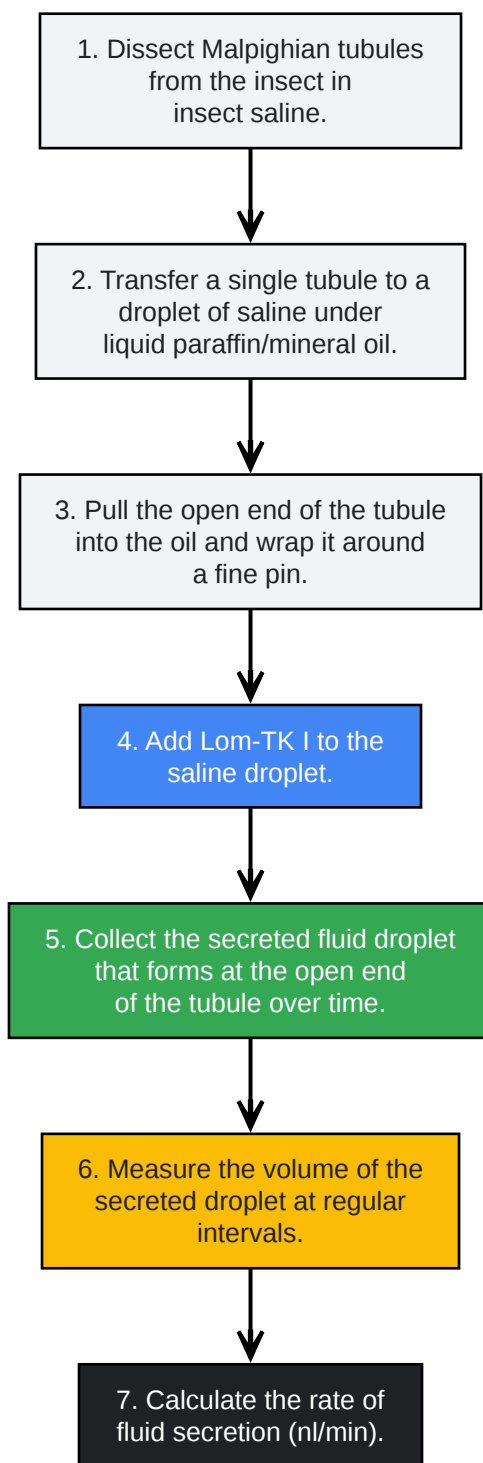 1. Dissect Malpighian tubules
from the insect in
insect saline.
2. Transfer a single tubule to a
droplet of saline under
liquid paraffin/mineral oil.
3. Pull the open end of the tubule
into the oil and wrap it around
a fine pin.
4. Add Lom-TK I to the
saline droplet.
5. Collect the secreted fluid droplet
that forms at the open end
of the tubule over time.
6. Measure the volume of the
secreted droplet at regular
intervals.
7. Calculate the rate of
fluid secretion (nl/min).